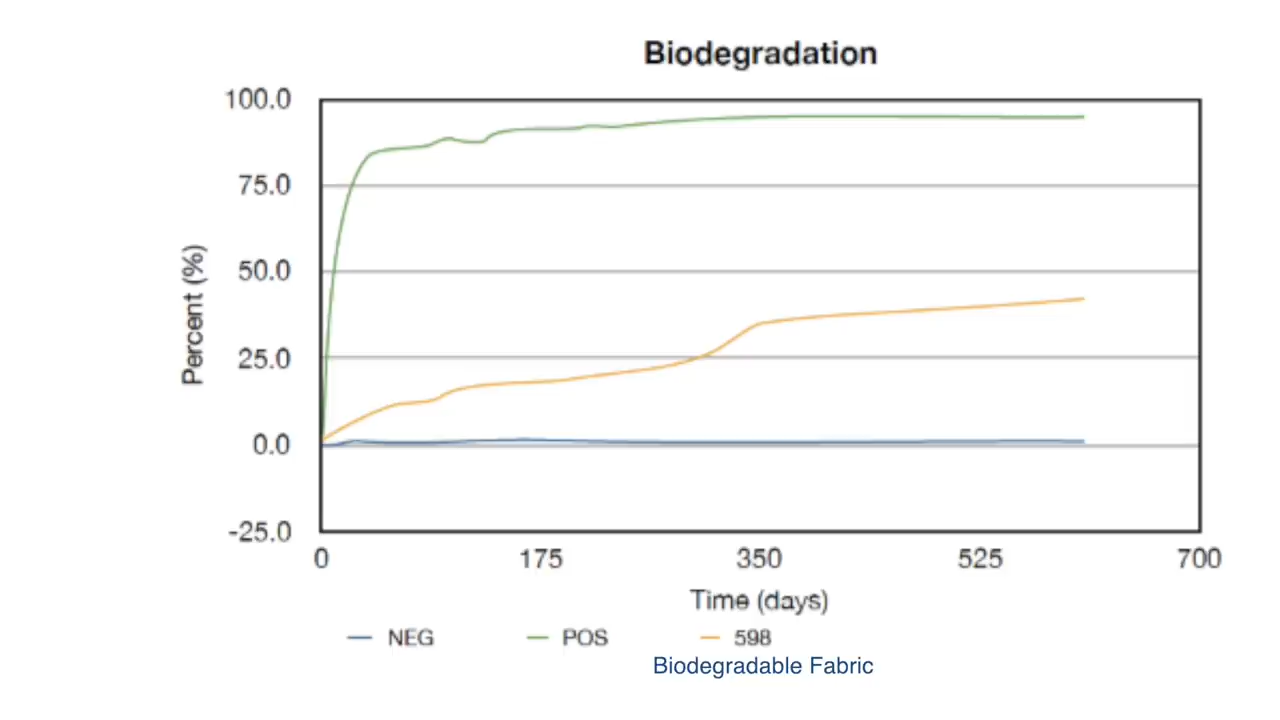 Biodegradation
100.0
75.0
50.0
25.0
0.0
-25.0
Percent (%)
0 175 350 525 700
Time (days)
NEG POS 598
Biodegradable Fabric